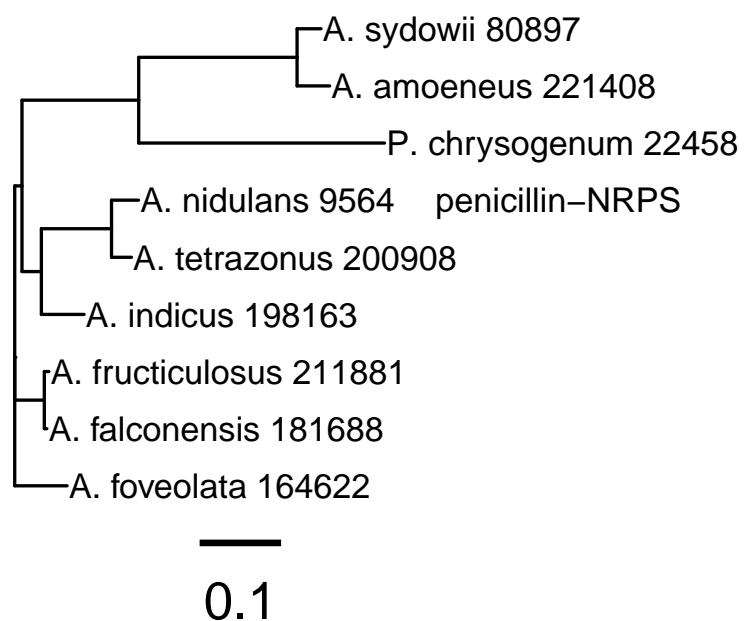 A. sydowii 80897
A. amoeneus 221408
P. chrysogenum 22458
A. nidulans 9564 penicillin−NRPS
A. tetrazonus 200908
A. indicus 198163
A. fructiculosus 211881
A. falconensis 181688
A. foveolata 164622
0.1